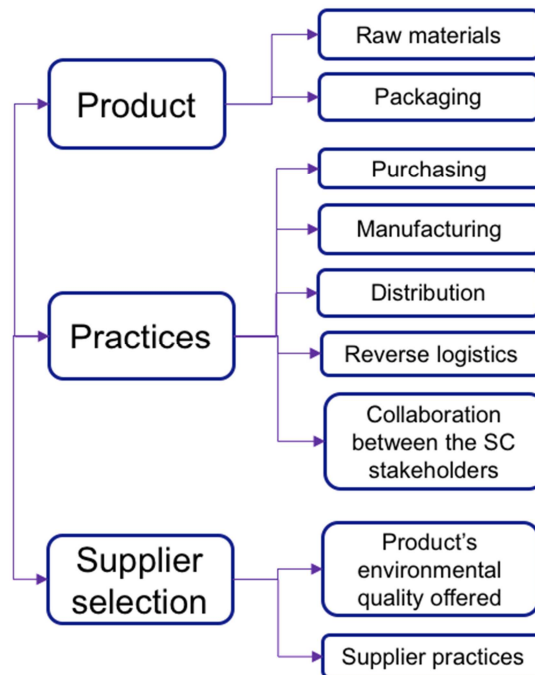 Product
Raw materials
Packaging
Practices
Purchasing
Manufacturing
Distribution
Reverse logistics
Collaboration
between the SC
stakeholders
Supplier
selection
Product's
environmental
quality offered
Supplier practices